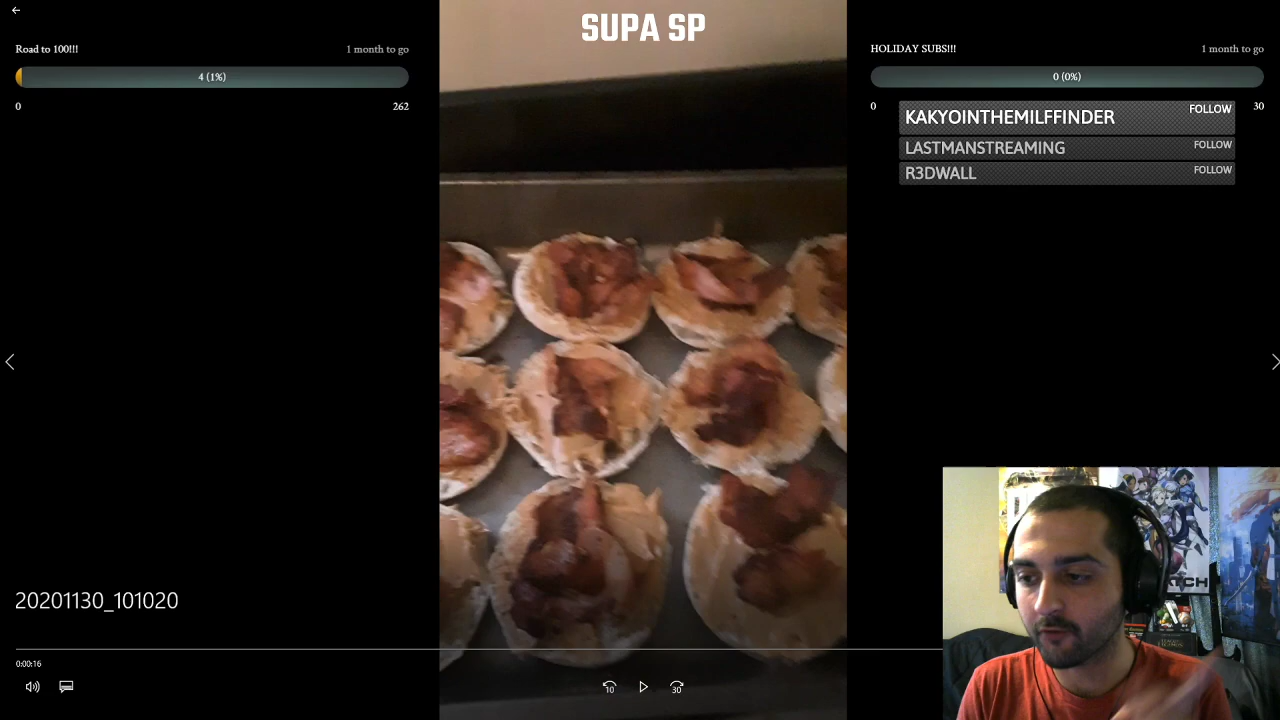 SUPA SP
Road to 100!!!
1 month to go
4 (1%)
0
262
HOLIDAY SUBS!!!
1 month to go
0 (0%)
0
30
KAKYOINTHEMILFFINDER FOLLOW
LASTMANSTREAMING FOLLOW
R3DWALL FOLLOW
20201130_101020
0:00:16
10
30